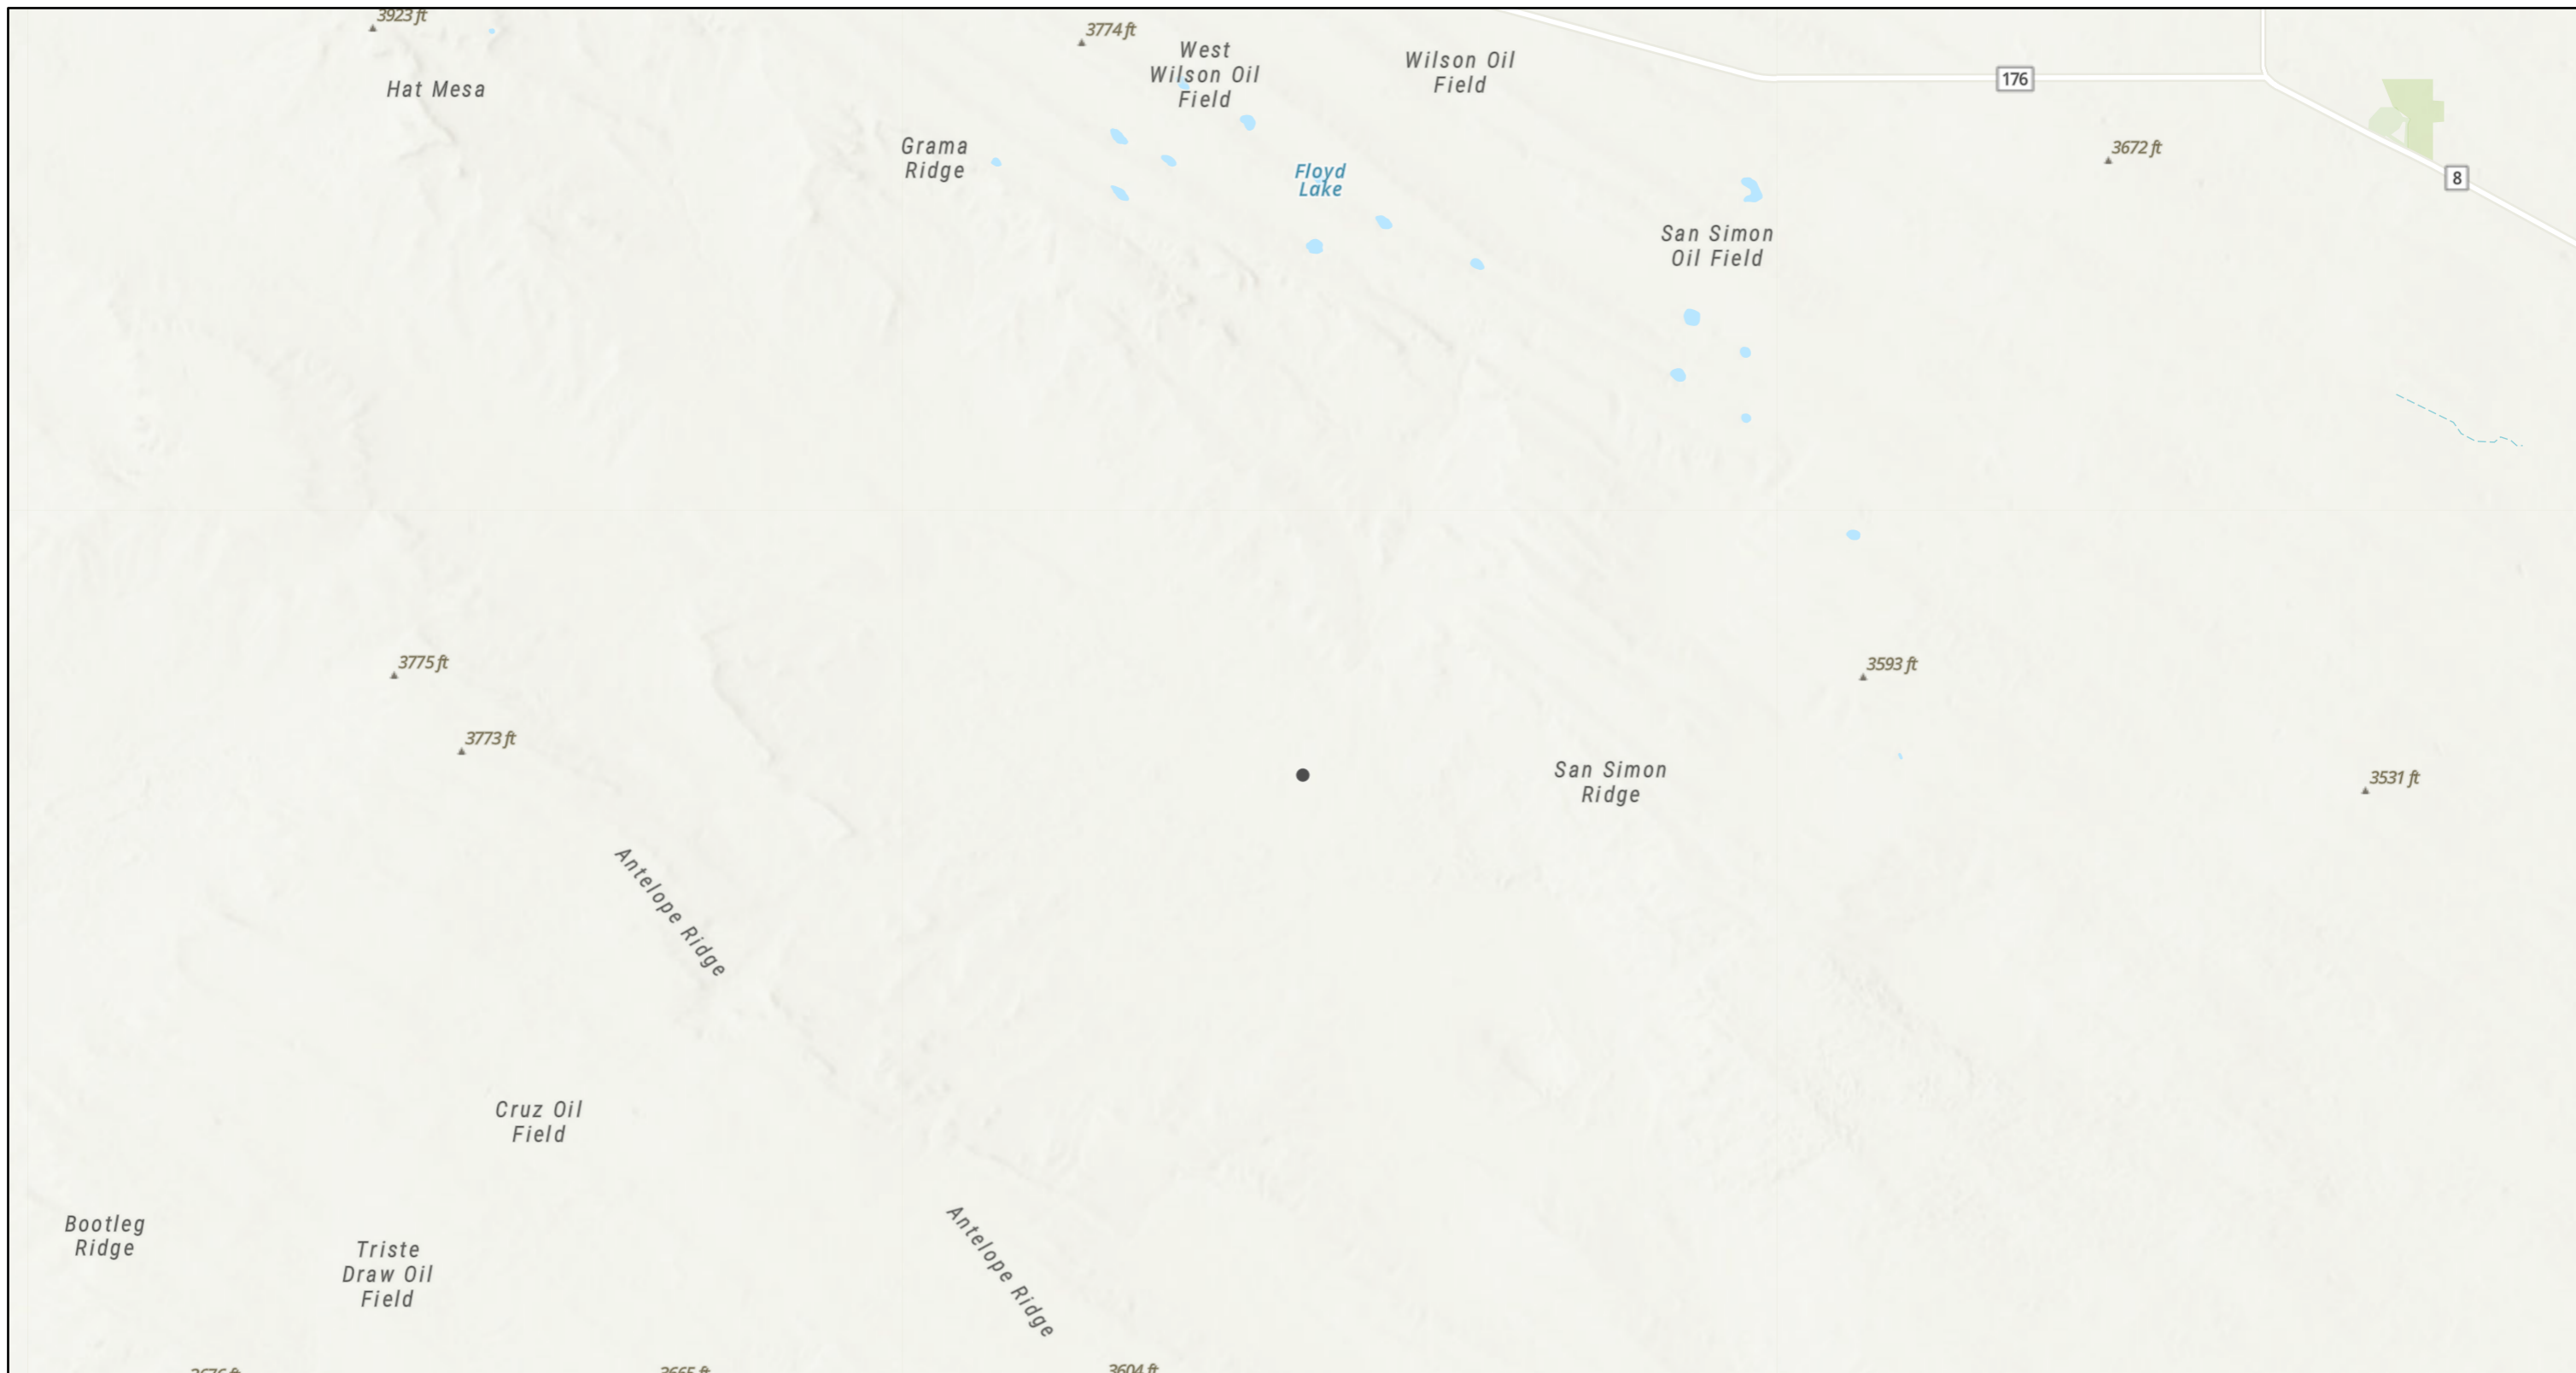 3923 ft
3774 ft
West
Wilson Oil
Field
Wilson Oil
Field
176
Hat Mesa
Grama
Ridge
Floyd
Lake
3672 ft
8
San Simon
Oil Field
3775 ft
3593 ft
3773 ft
San Simon
Ridge
3531 ft
Antelope Ridge
Cruz Oil
Field
Bootleg
Ridge
Triste
Draw Oil
Field
Antelope Ridge
3665 ft
3604 ft